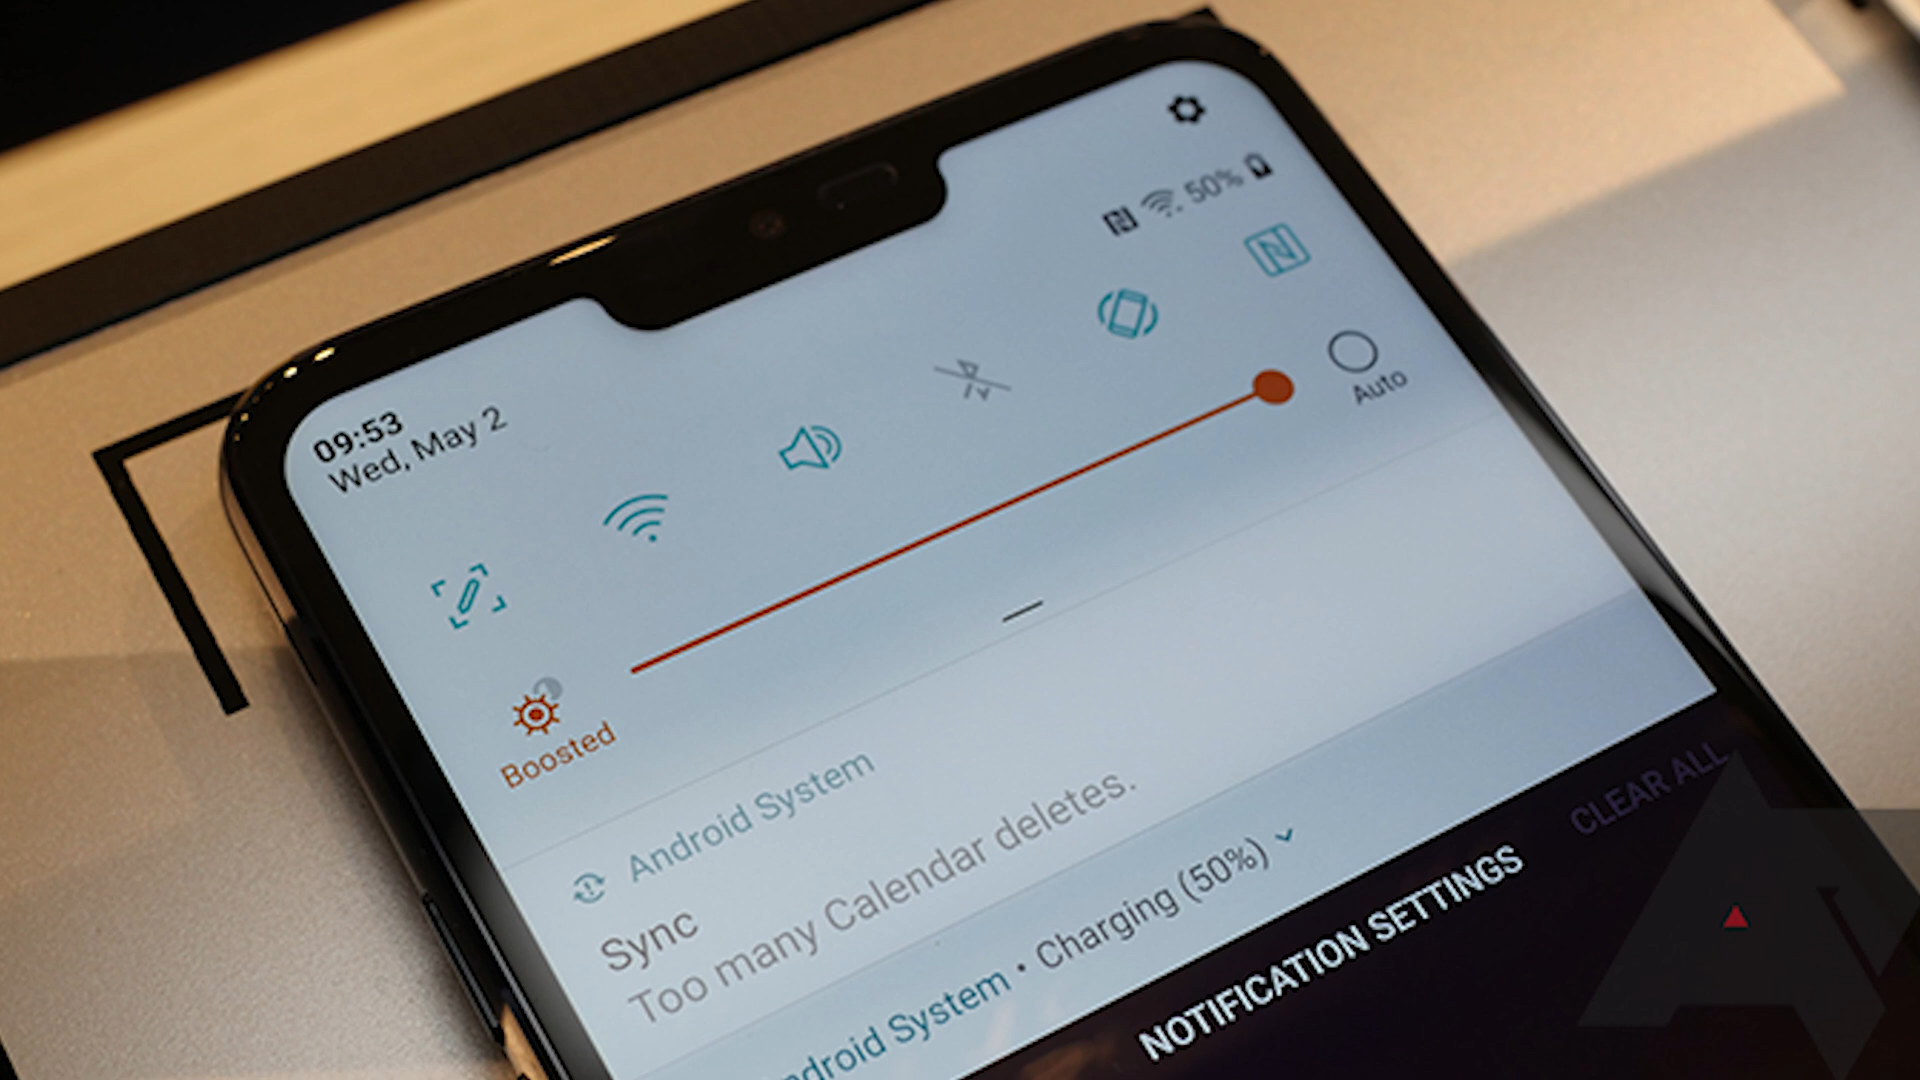 50%
09:53
Wed, May 2
Auto
Boosted
Android System
Sync
Too many Calendar deletes.
ndroid System • Charging (50%)
CLEAR ALL
NOTIFICATION SETTINGS